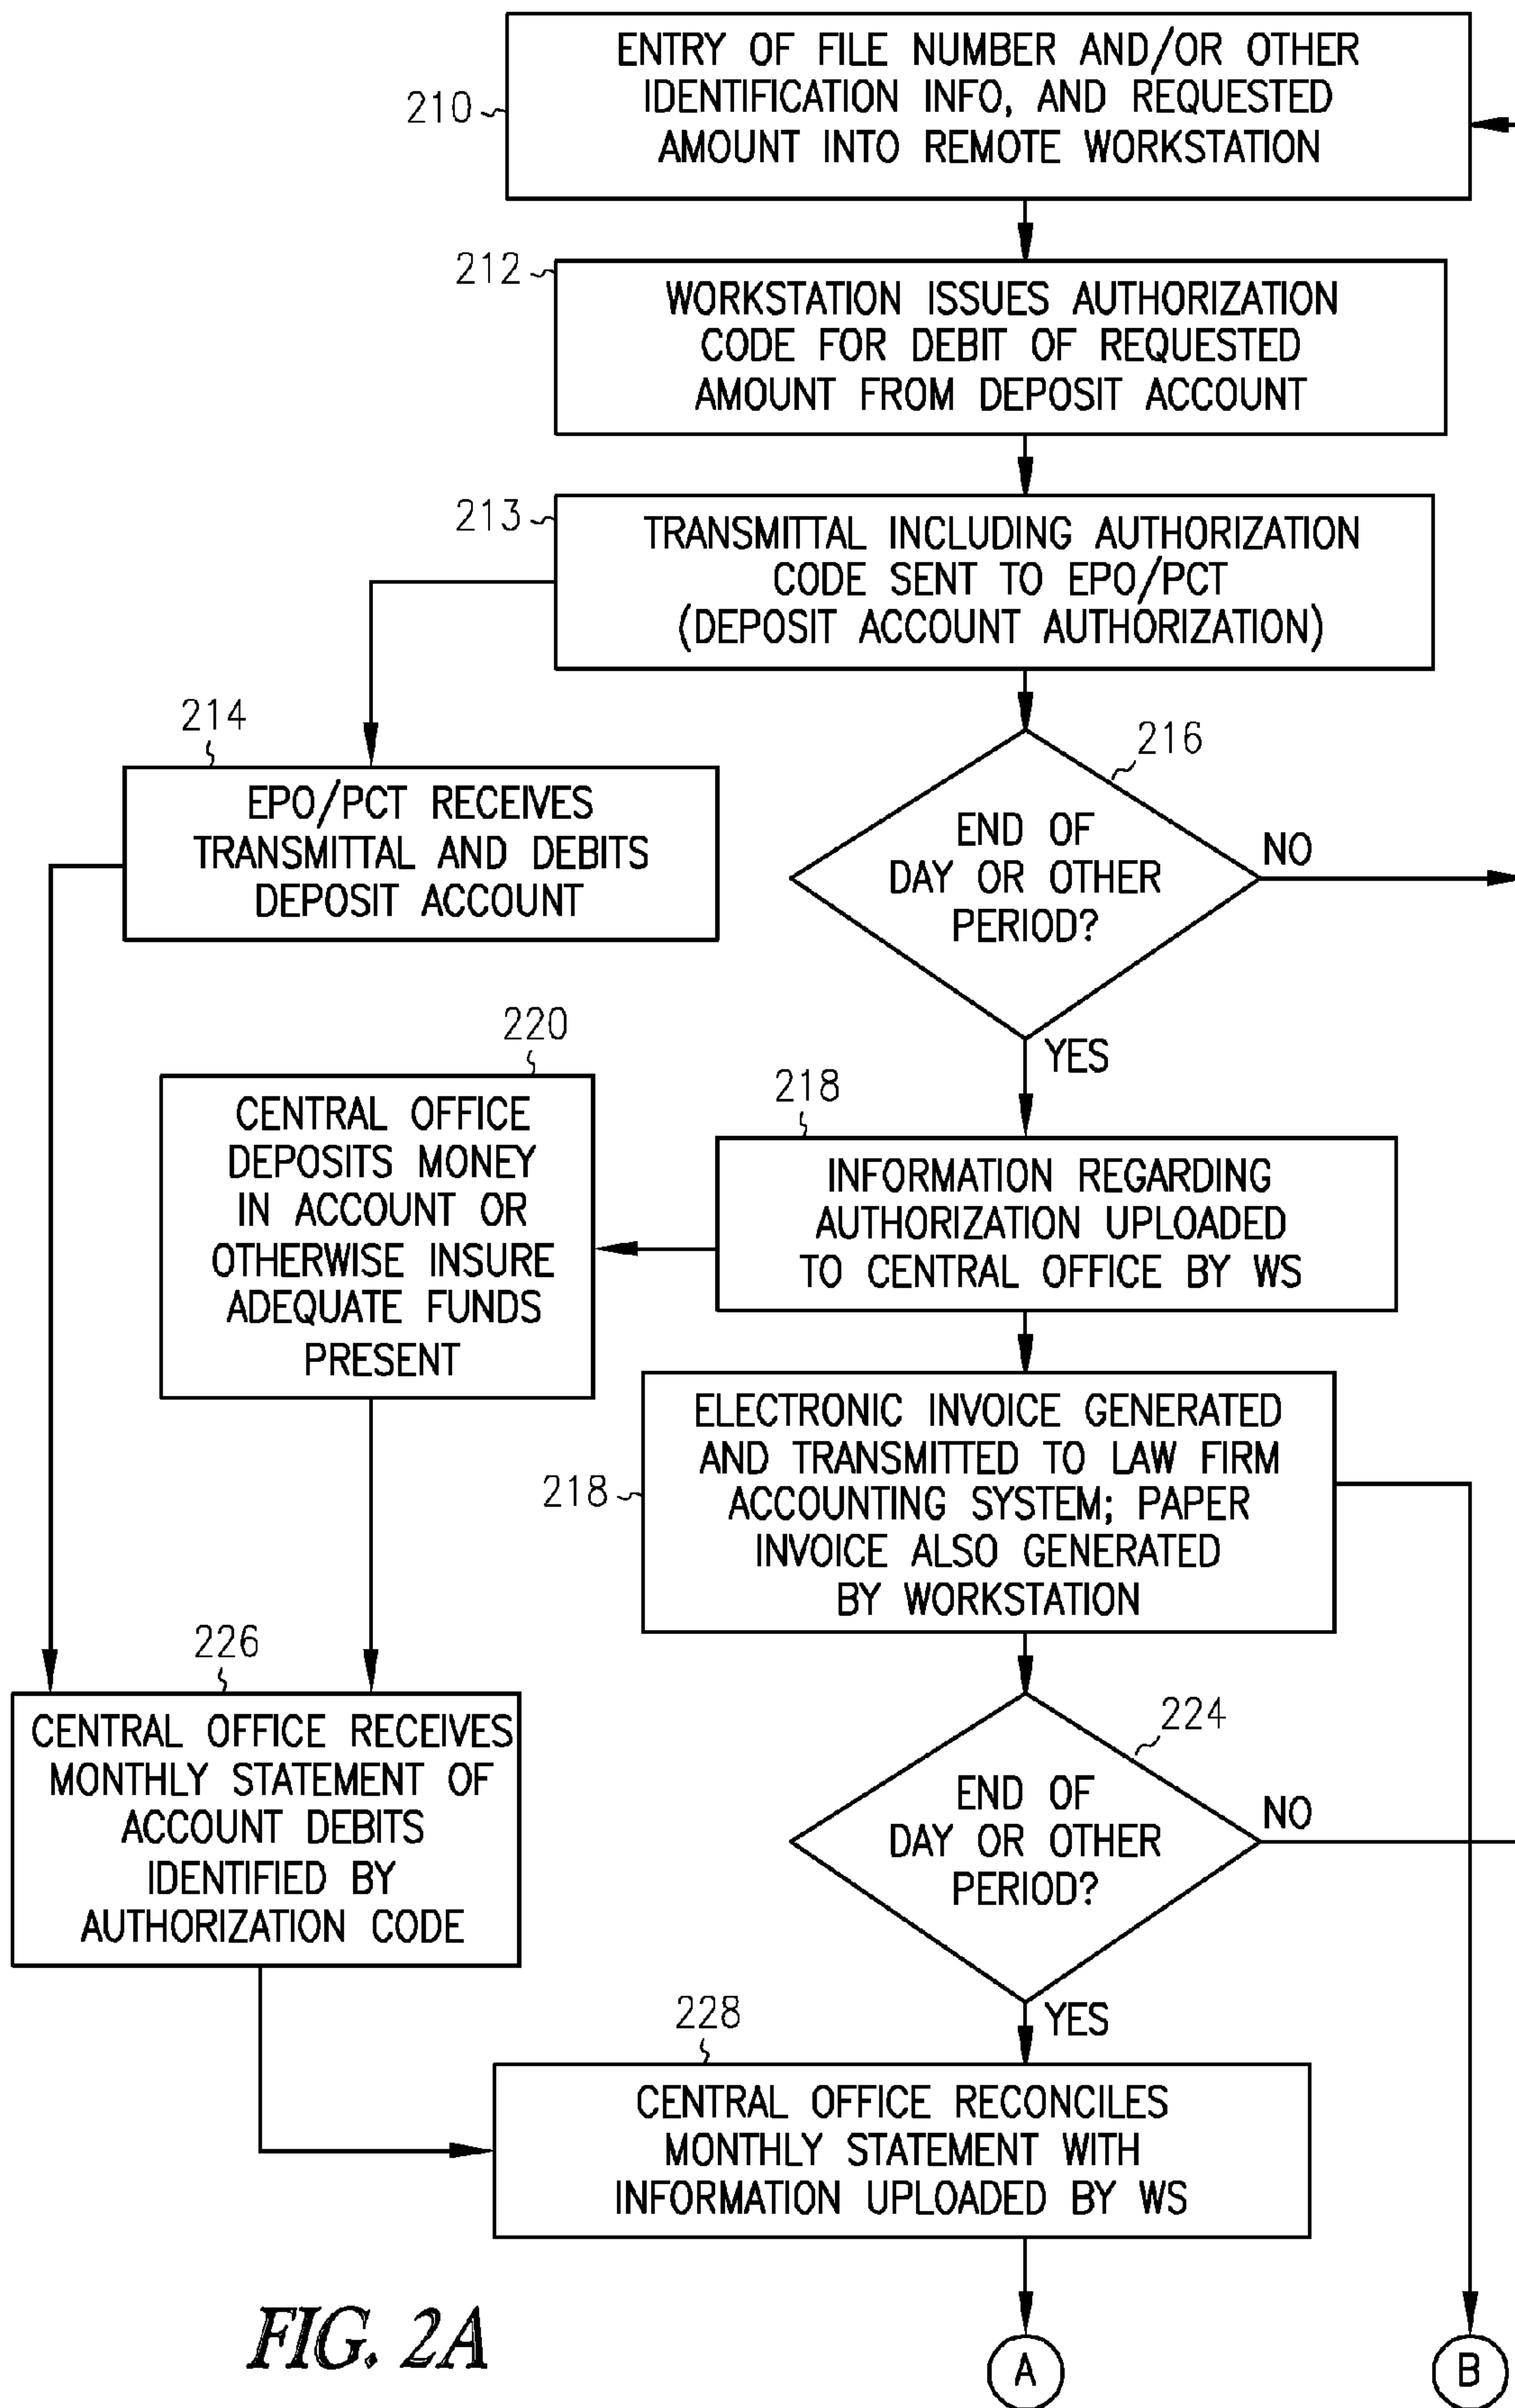 210
ENTRY OF FILE NUMBER AND/OR OTHER
IDENTIFICATION INFO, AND REQUESTED
AMOUNT INTO REMOTE WORKSTATION
212
WORKSTATION ISSUES AUTHORIZATION
CODE FOR DEBIT OF REQUESTED
AMOUNT FROM DEPOSIT ACCOUNT
213
TRANSMITTAL INCLUDING AUTHORIZATION
CODE SENT TO EPO/PCT
(DEPOSIT ACCOUNT AUTHORIZATION)
214
EPO/PCT RECEIVES
TRANSMITTAL AND DEBITS
DEPOSIT ACCOUNT
216
END OF
DAY OR OTHER
PERIOD?
NO
YES
220
CENTRAL OFFICE
DEPOSITS MONEY
IN ACCOUNT OR
OTHERWISE INSURE
ADEQUATE FUNDS
PRESENT
218
INFORMATION REGARDING
AUTHORIZATION UPLOADED
TO CENTRAL OFFICE BY WS
218
ELECTRONIC INVOICE GENERATED
AND TRANSMITTED TO LAW FIRM
ACCOUNTING SYSTEM; PAPER
INVOICE ALSO GENERATED
BY WORKSTATION
226
CENTRAL OFFICE RECEIVES
MONTHLY STATEMENT OF
ACCOUNT DEBITS
IDENTIFIED BY
AUTHORIZATION CODE
224
END OF
DAY OR OTHER
PERIOD?
NO
YES
228
CENTRAL OFFICE RECONCILES
MONTHLY STATEMENT WITH
INFORMATION UPLOADED BY WS
FIG. 2A
A
B